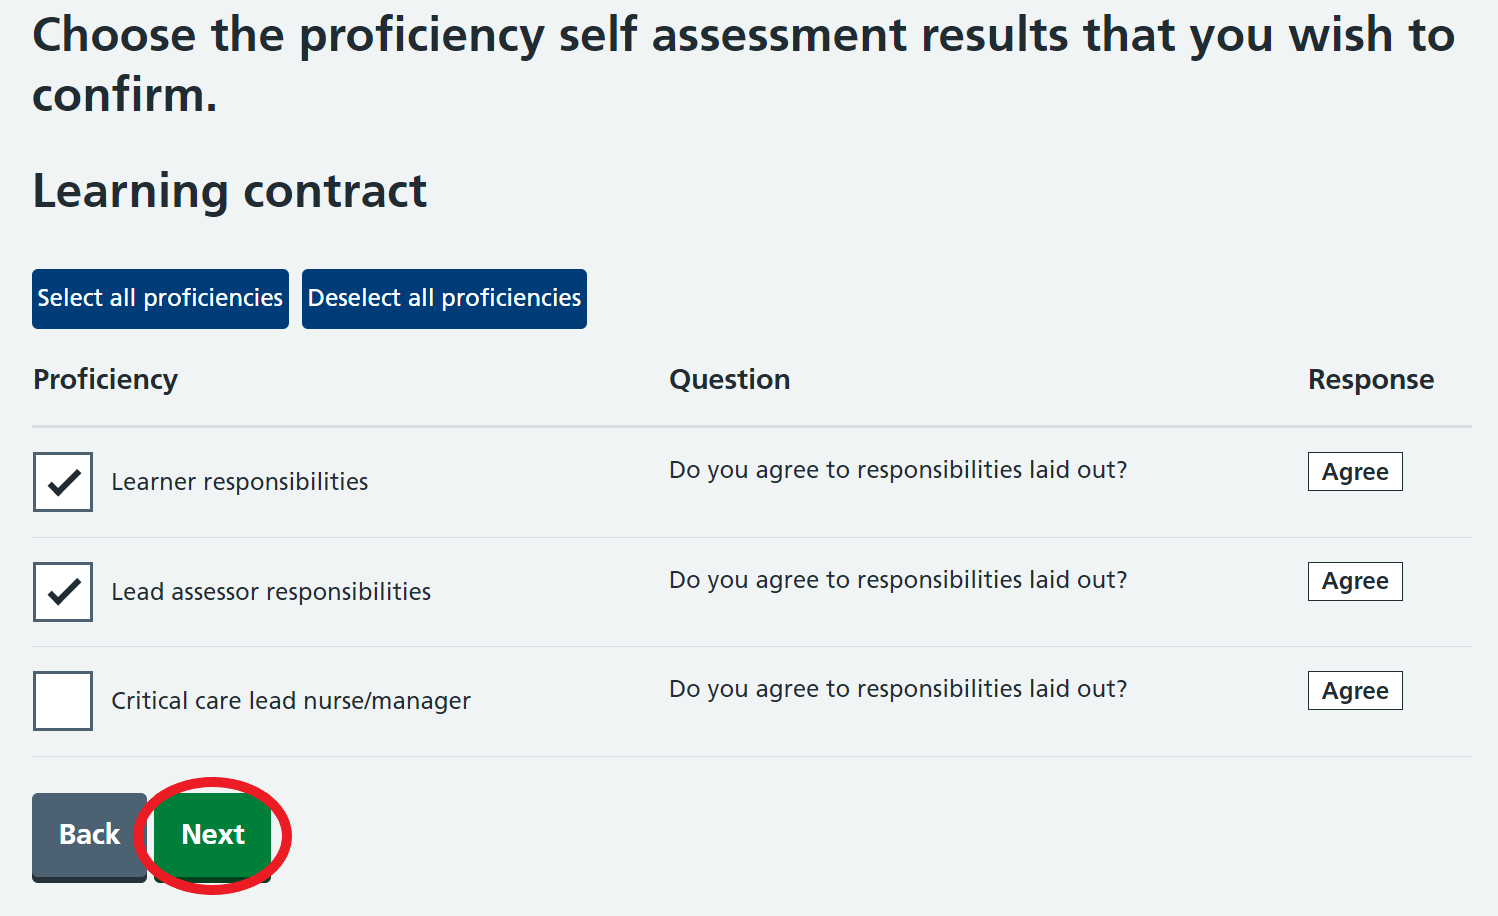 Choose the proficiency self assessment results that you wish to
confirm.
Learning contract
Select all proficiencies Deselect all proficiencies
Proficiency Question Response
Learner responsibilities Do you agree to responsibilities laid out? Agree
Lead assessor responsibilities Do you agree to responsibilities laid out? Agree
Critical care lead nurse/manager Do you agree to responsibilities laid out? Agree
Back Next